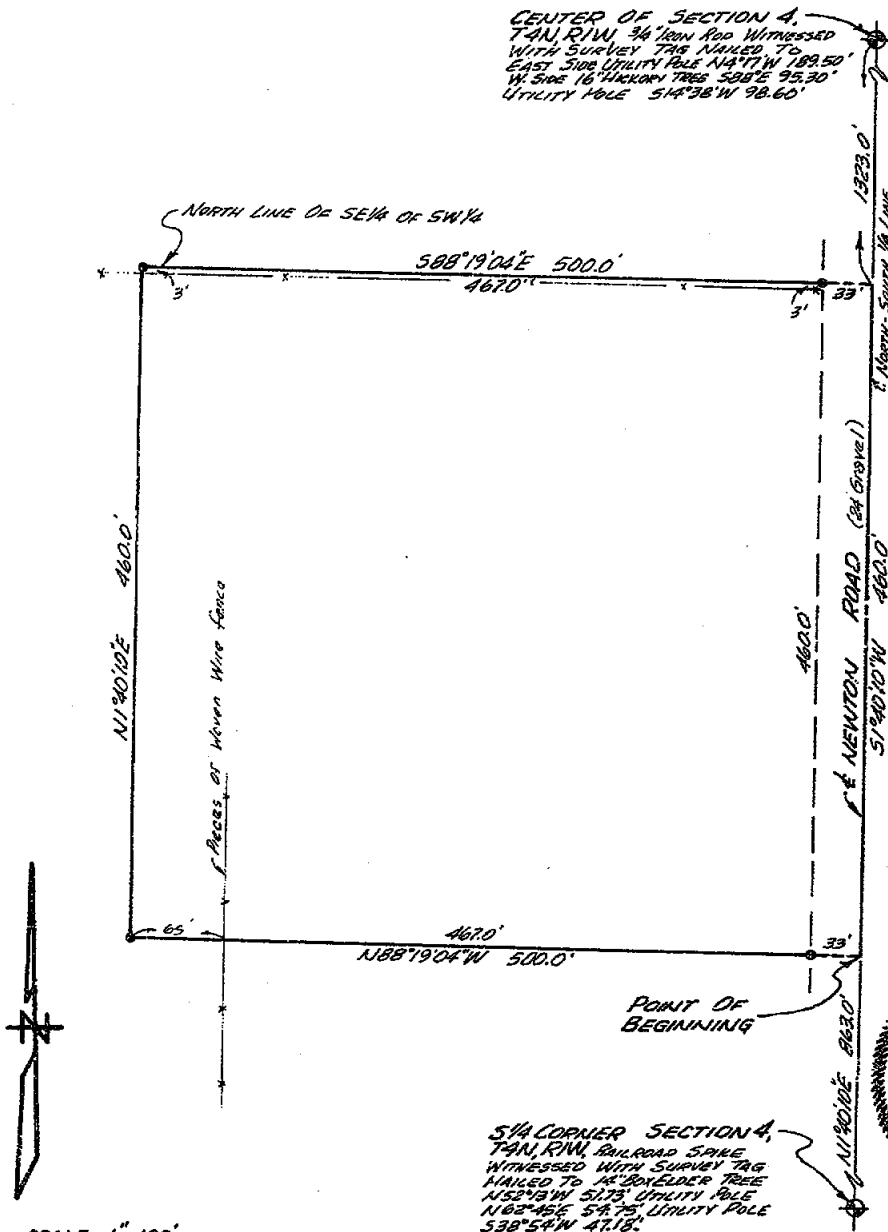 CENTER OF SECTION 4,
T4N, R1W, 3/4" IRON ROD WITNESSED
WITH SURVEY TAG NAILED TO
EAST SIDE UTILITY POLE N4°17'W 189.50'
W. SIDE 16" HICKORY TREE S88°E 95.30'
UTILITY POLE S14°38'W 98.60'
1323.0'
NORTH LINE OF SE1/4 OF SW1/4
S88°19'04"E 500.0'
467.0'
3'
3'
33'
℄ NORTH-SOUTH 1/4 LINE
N1°40'10"E 460.0'
Pieces of Woven Wire fence
460.0'
℄ NEWTON ROAD (24' Gravel)
S1°40'10"W 460.0'
65'
467.0'
33'
N88°19'04"W 500.0'
POINT OF
BEGINNING
N1°40'10"E 863.0'
S1/4 CORNER SECTION 4,
T4N, R1W, RAILROAD SPIKE
WITNESSED WITH SURVEY TAG
NAILED TO 14" BOXELDER TREE
N52°13'W 51.73' UTILITY POLE
N62°45'E 54.75' UTILITY POLE
S38°54'W 47.18'